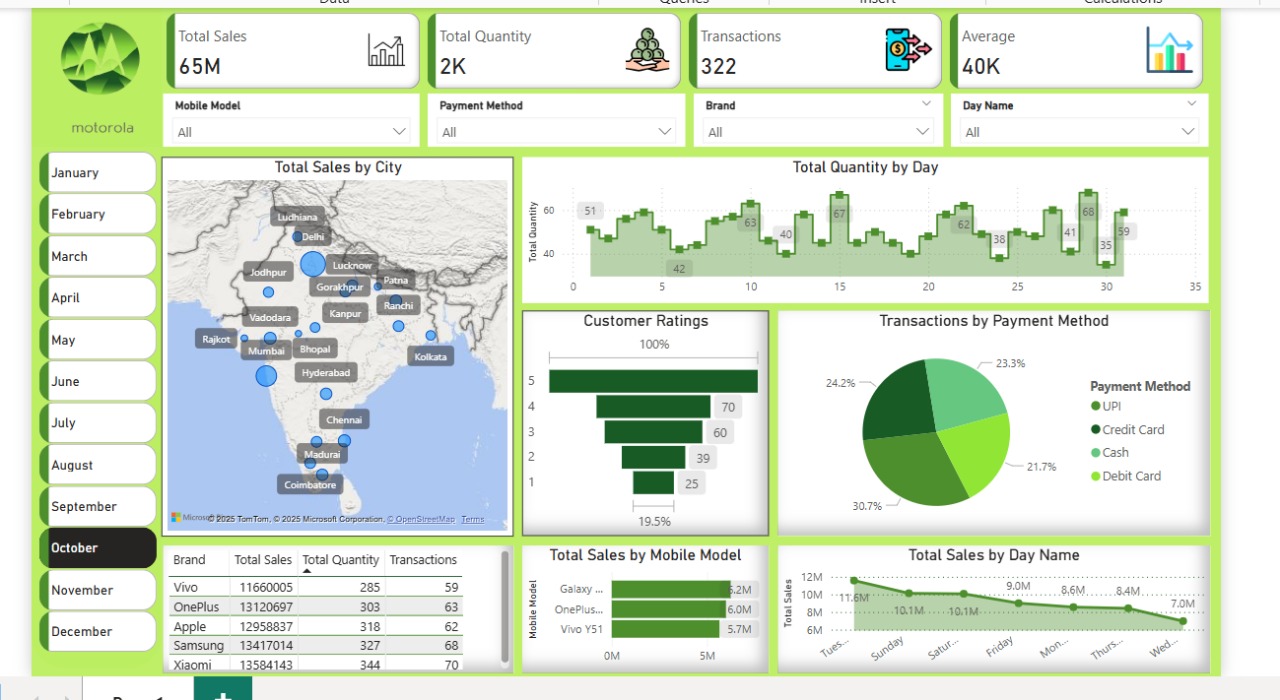 Data Queries Insert Calculations
motorola
Total Sales
65M
Total Quantity
2K
Transactions
322
Average
40K
Mobile Model
All
Payment Method
All
Brand
All
Day Name
All
January
February
March
April
May
June
July
August
September
October
November
December
Total Sales by City
Ludhiana
Delhi
Lucknow
Jodhpur
Gorakhpur
Patna
Ranchi
Kanpur
Vadodara
Rajkot
Mumbai
Bhopal
Kolkata
Hyderabad
Chennai
Madurai
Coimbatore
© 2025 TomTom, © 2025 Microsoft Corporation, © OpenStreetMap Terms
Total Quantity by Day
Total Quantity
60
40
51
42
63
40
67
62
38
41
68
35
59
0 5 10 15 20 25 30 35
Customer Ratings
100%
5
4 70
3 60
2 39
1 25
19.5%
Transactions by Payment Method
24.2%
23.3%
21.7%
30.7%
Payment Method
UPI
Credit Card
Cash
Debit Card
Brand Total Sales Total Quantity Transactions
Vivo 11660005 285 59
OnePlus 13120697 303 63
Apple 12958837 318 62
Samsung 13417014 327 68
Xiaomi 13584143 344 70
Total Sales by Mobile Model
Mobile Model
Galaxy ... 6.2M
OnePlus... 6.0M
Vivo Y51 5.7M
0M 5M
Total Sales by Day Name
Total Sales
12M
10M
8M
6M
11.6M
10.1M
10.1M
9.0M
8.6M
8.4M
7.0M
Tues... Sunday Satur... Friday Mon... Thurs... Wed...